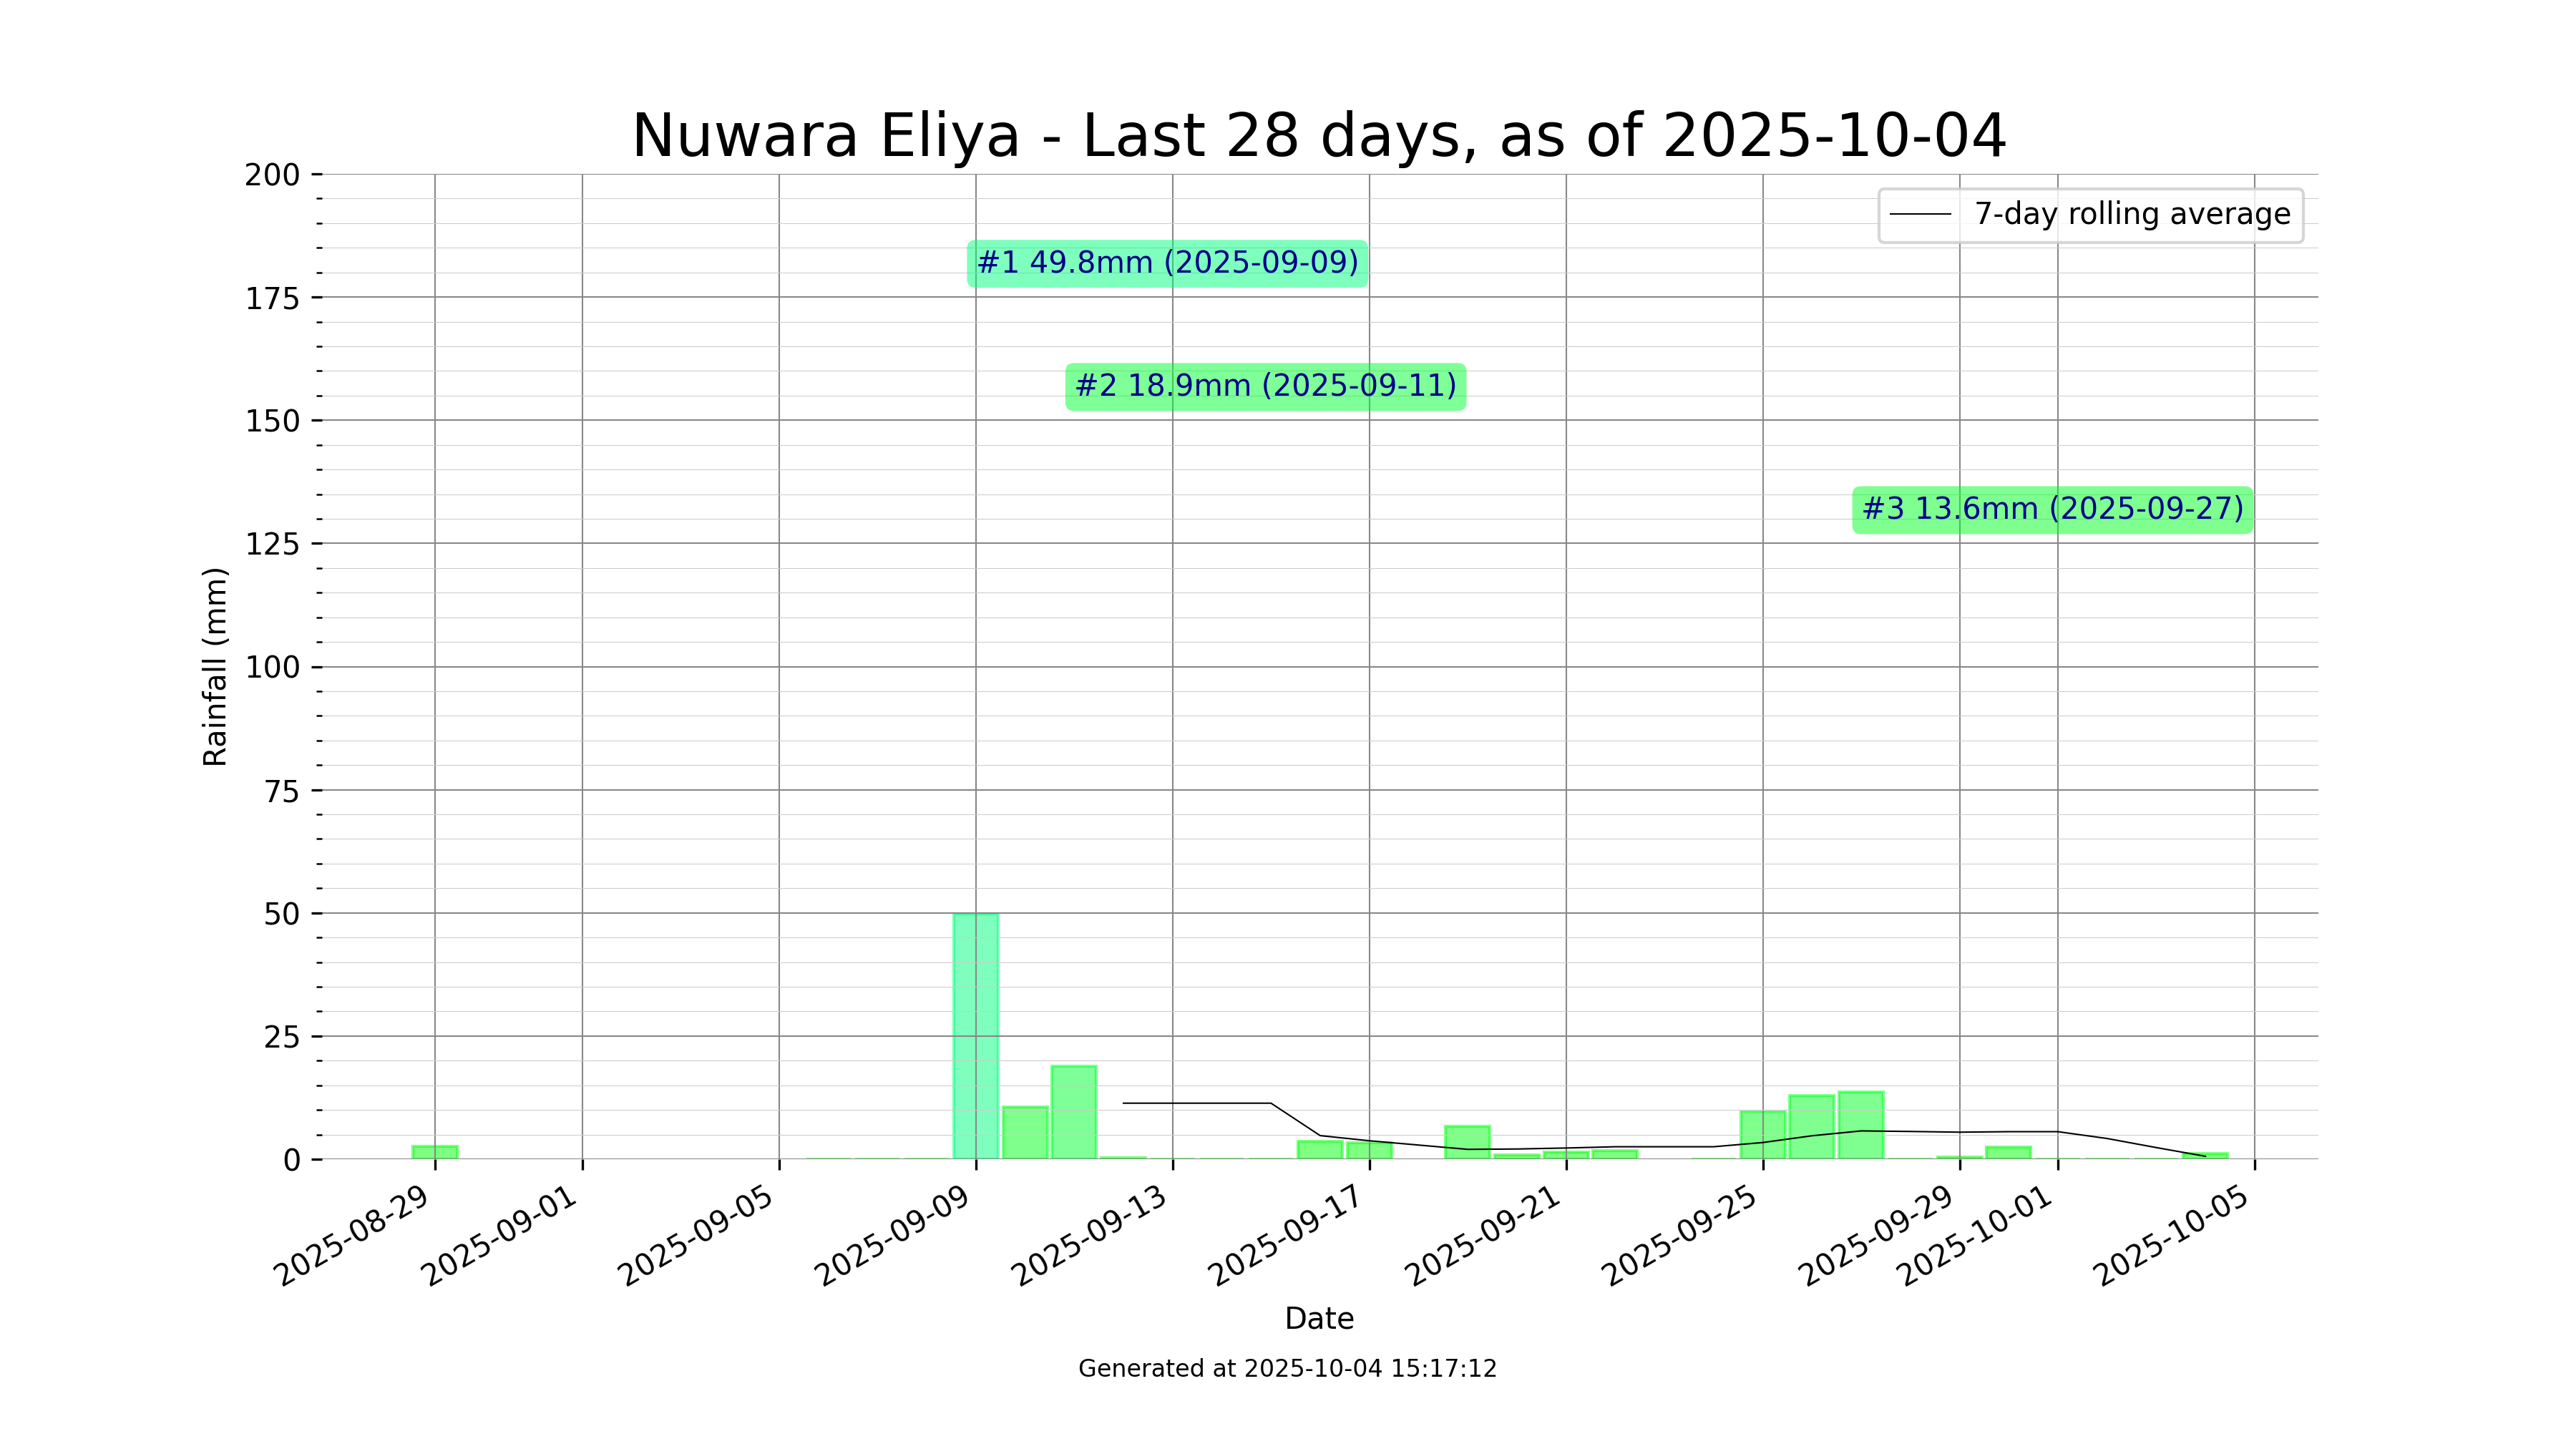 Nuwara Eliya - Last 28 days, as of 2025-10-04
7-day rolling average
#1 49.8mm (2025-09-09)
#2 18.9mm (2025-09-11)
#3 13.6mm (2025-09-27)
Rainfall (mm)
200
175
150
125
100
75
50
25
0
2025-08-29
2025-09-01
2025-09-05
2025-09-09
2025-09-13
2025-09-17
2025-09-21
2025-09-25
2025-09-29
2025-10-01
2025-10-05
Date
Generated at 2025-10-04 15:17:12